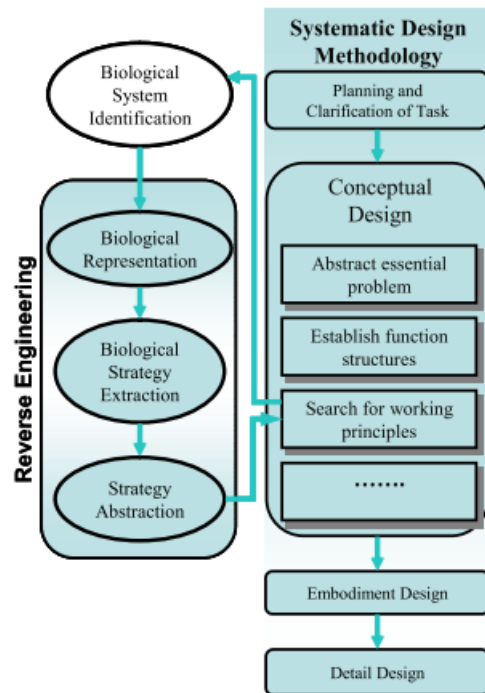 Systematic Design
Methodology
Planning and
Clarification of Task
Conceptual
Design
Abstract essential
problem
Establish function
structures
Search for working
principles
.......
Embodiment Design
Detail Design
Biological
System
Identification
Reverse Engineering
Biological
Representation
Biological
Strategy
Extraction
Strategy
Abstraction